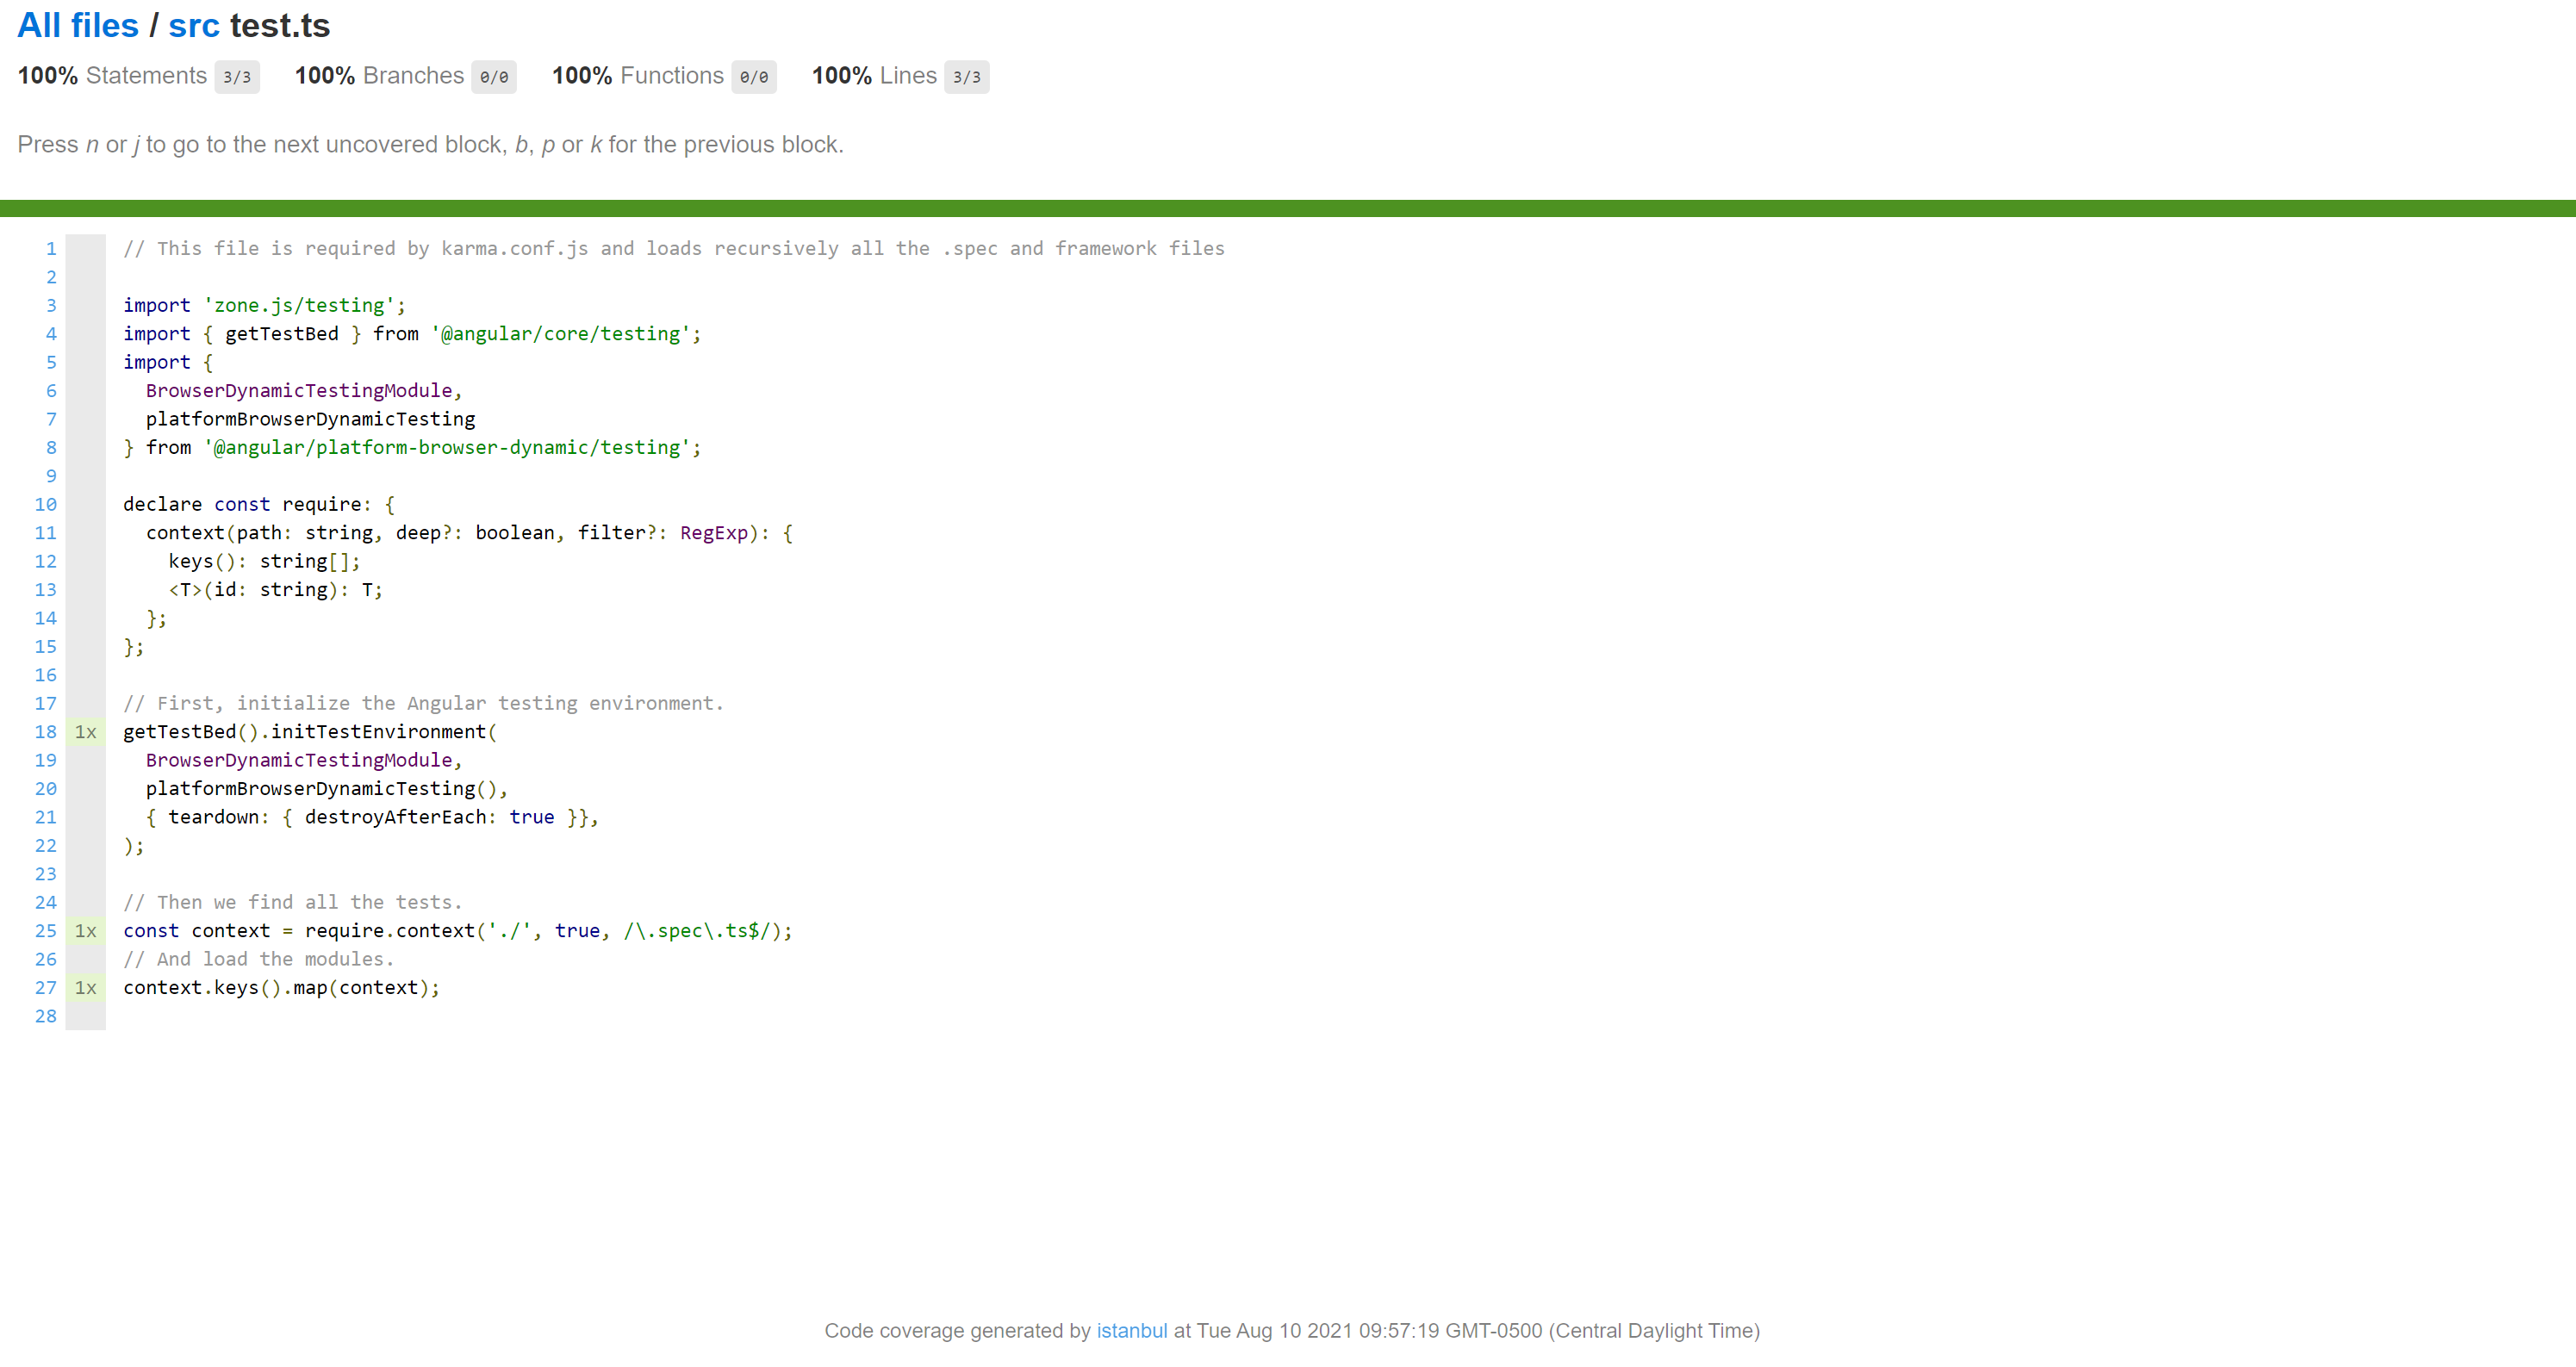 All files / src test.ts
100% Statements 3/3 100% Branches 0/0 100% Functions 0/0 100% Lines 3/3
Press n or j to go to the next uncovered block, b, p or k for the previous block.
1 // This file is required by karma.conf.js and loads recursively all the .spec and framework files
2
3 import 'zone.js/testing';
4 import { getTestBed } from '@angular/core/testing';
5 import {
6   BrowserDynamicTestingModule,
7   platformBrowserDynamicTesting
8 } from '@angular/platform-browser-dynamic/testing';
9
10 declare const require: {
11   context(path: string, deep?: boolean, filter?: RegExp): {
12     keys(): string[];
13     <T>(id: string): T;
14   };
15 };
16
17 // First, initialize the Angular testing environment.
18 1x getTestBed().initTestEnvironment(
19   BrowserDynamicTestingModule,
20   platformBrowserDynamicTesting(),
21   { teardown: { destroyAfterEach: true }},
22 );
23
24 // Then we find all the tests.
25 1x const context = require.context('./', true, /\.spec\.ts$/);
26 // And load the modules.
27 1x context.keys().map(context);
28
Code coverage generated by istanbul at Tue Aug 10 2021 09:57:19 GMT-0500 (Central Daylight Time)